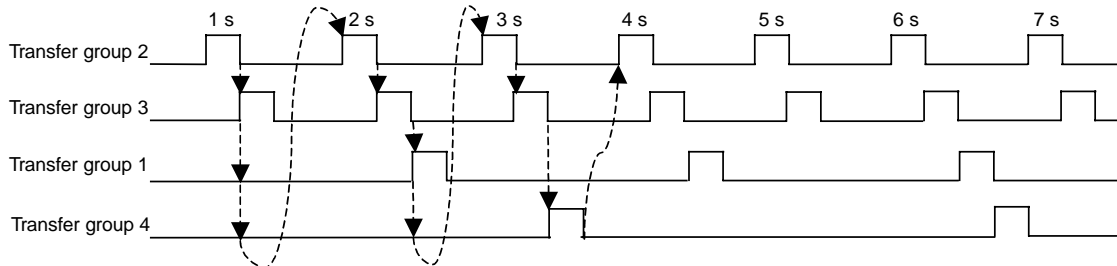 1 s 2 s 3 s 4 s 5 s 6 s 7 s
Transfer group 2
Transfer group 3
Transfer group 1
Transfer group 4